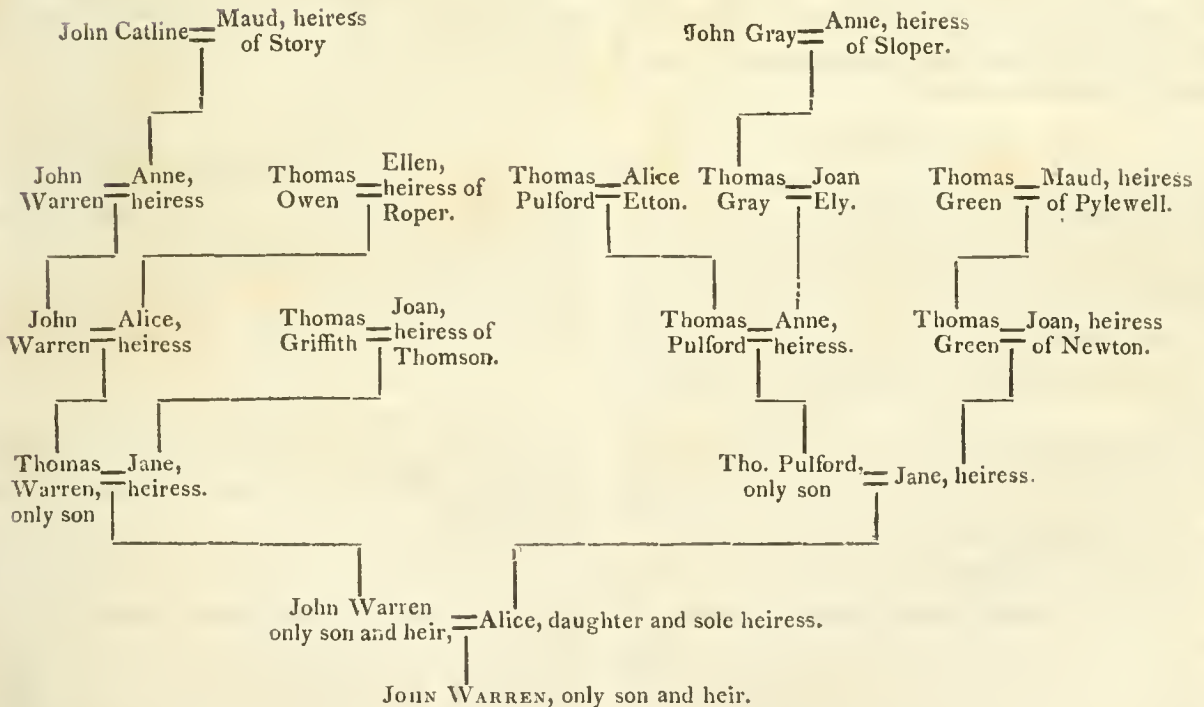 John Catline
Maud, heiress
of Story
John Gray
Anne, heiress
of Sloper.
John
Warren
Anne,
heiress
Thomas
Owen
Ellen,
heiress of
Roper.
Thomas
Pulford
Alice
Etton.
Thomas
Gray
Joan
Ely.
Thomas
Green
Maud, heiress
of Pylewell.
John
Warren
Alice,
heiress
Thomas
Griffith
Joan,
heiress of
Thomson.
Thomas
Pulford
Anne,
heiress.
Thomas
Green
Joan, heiress
of Newton.
Thomas
Warren,
only son
Jane,
heiress.
Tho. Pulford,
only son
Jane, heiress.
John Warren
only son and heir,
Alice, daughter and sole heiress.
JOHN WARREN, only son and heir.